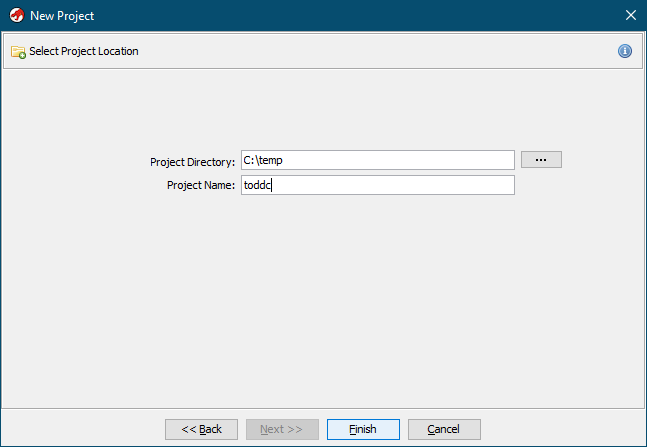 New Project
Select Project Location
Project Directory: C:\temp ...
Project Name: toddc
<< Back Next >> Finish Cancel